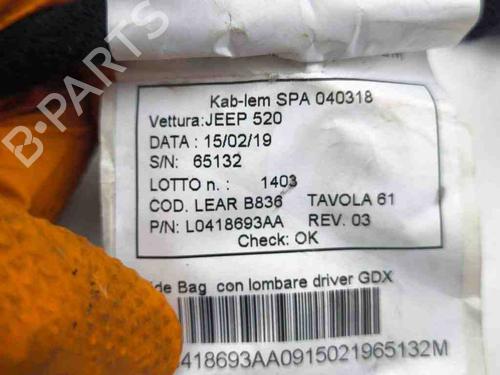 Kab-lem SPA 040318
Vettura:JEEP 520
DATA : 15/02/19
S/N: 65132
LOTTO n. : 1403
COD. LEAR B836 TAVOLA 61
P/N: L0418693AA REV. 03
Check: OK
Bag con lombare driver GDX
418693AA0915021965132M
B-PARTS